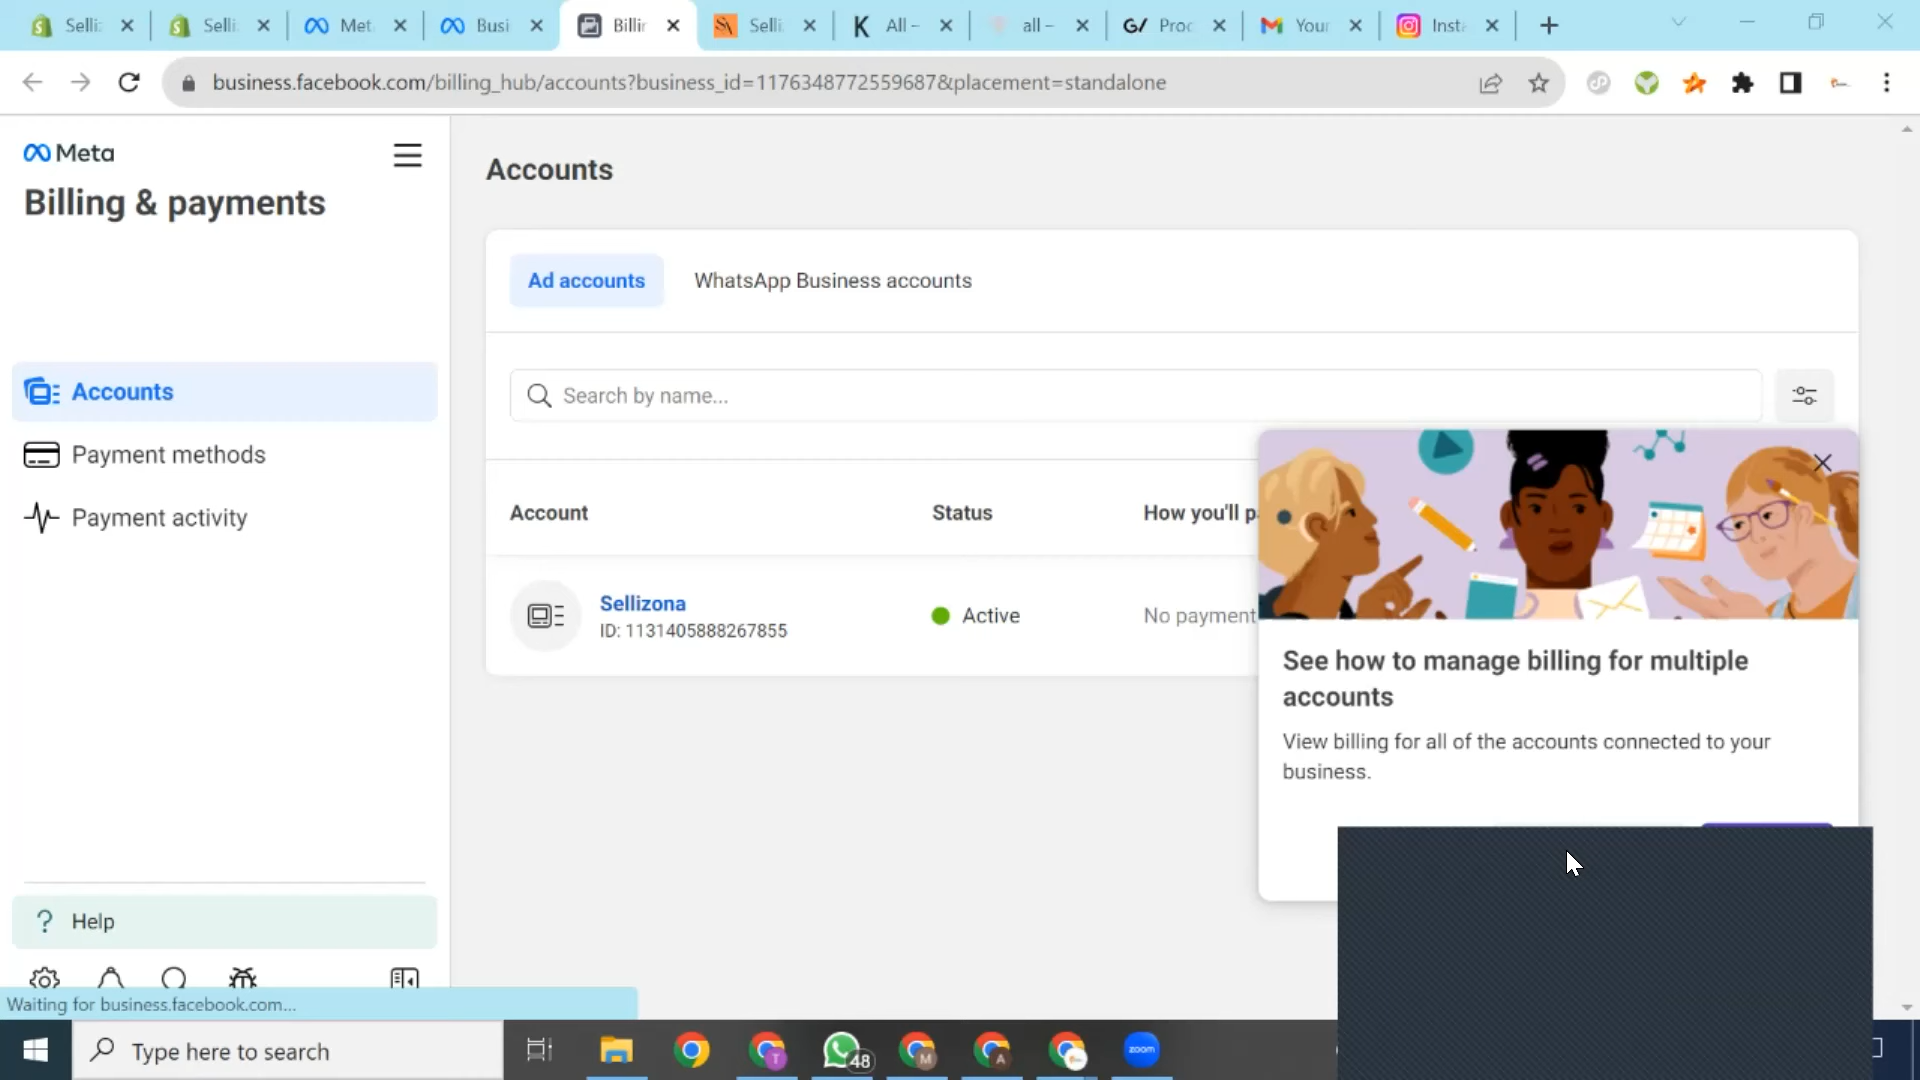 Selli
Selli
Met
Busi
Billin
Selli
K All –
all –
G/ Proc
Your
Insta
business.facebook.com/billing_hub/accounts?business_id=1176348772559687&placement=standalone
Meta
Billing & payments
Accounts
Payment methods
Payment activity
? Help
Waiting for business.facebook.com...
Accounts
Ad accounts
WhatsApp Business accounts
Search by name...
Account
Status
How you'll p
Sellizona
ID: 1131405888267855
Active
No payment
See how to manage billing for multiple
accounts
View billing for all of the accounts connected to your
business.
Type here to search
T
48
M
A
zoom